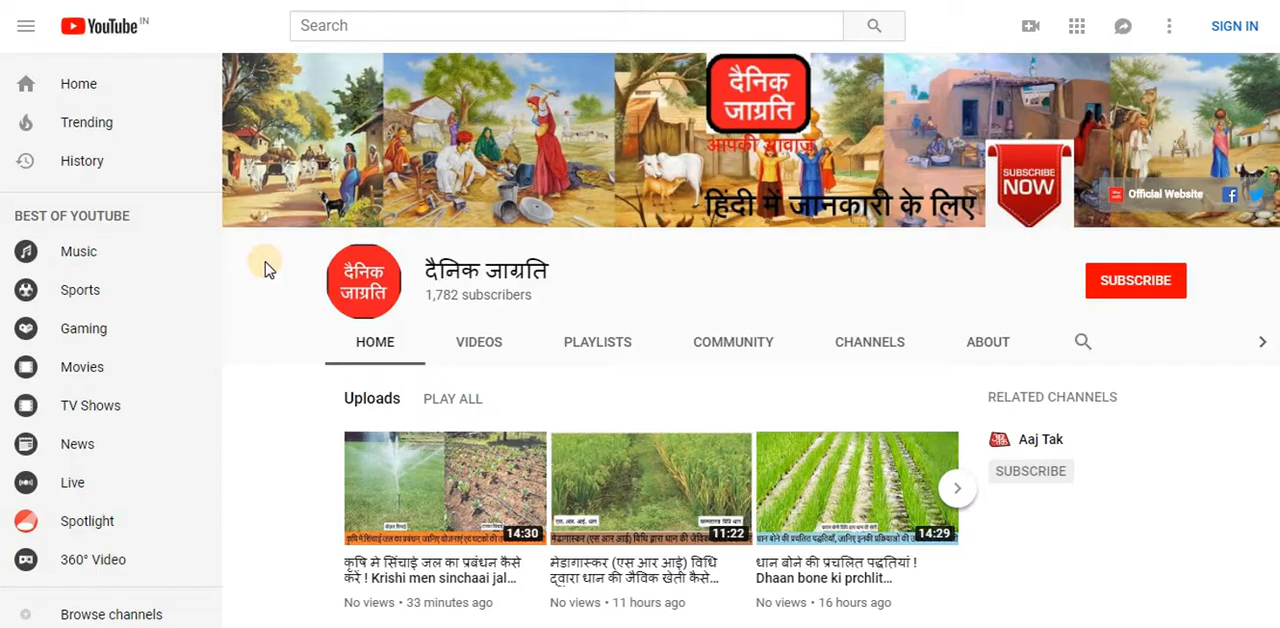 YouTube IN
Search
SIGN IN
Home
Trending
History
BEST OF YOUTUBE
Music
Sports
Gaming
Movies
TV Shows
News
Live
Spotlight
360° Video
Browse channels
दैनिक
जाग्रति
आपकी आवाज
हिंदी में जानकारी के लिए
SUBSCRIBE
NOW
Official Website
दैनिक
जाग्रति
दैनिक जाग्रति
1,782 subscribers
SUBSCRIBE
HOME VIDEOS PLAYLISTS COMMUNITY CHANNELS ABOUT
Uploads PLAY ALL
RELATED CHANNELS
Aaj Tak
SUBSCRIBE
14:30
11:22
14:29
कृषि मे सिंचाई जल का प्रबंधन कैसे
करें ! Krishi men sinchaai jal...
No views • 33 minutes ago
मेडागास्कर (एस आर आई) विधि
द्वारा धान की जैविक खेती कैसे...
No views • 11 hours ago
धान बोने की प्रचलित पद्धतियां !
Dhaan bone ki prchlit...
No views • 16 hours ago